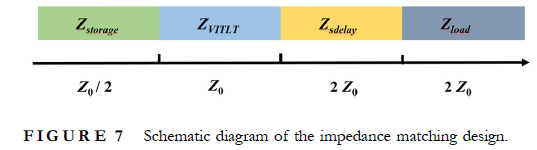 Zstorage ZVITLT Zsdelay Zload
Z0 / 2 Z0 2 Z0 2 Z0
FIGURE 7 Schematic diagram of the impedance matching design.